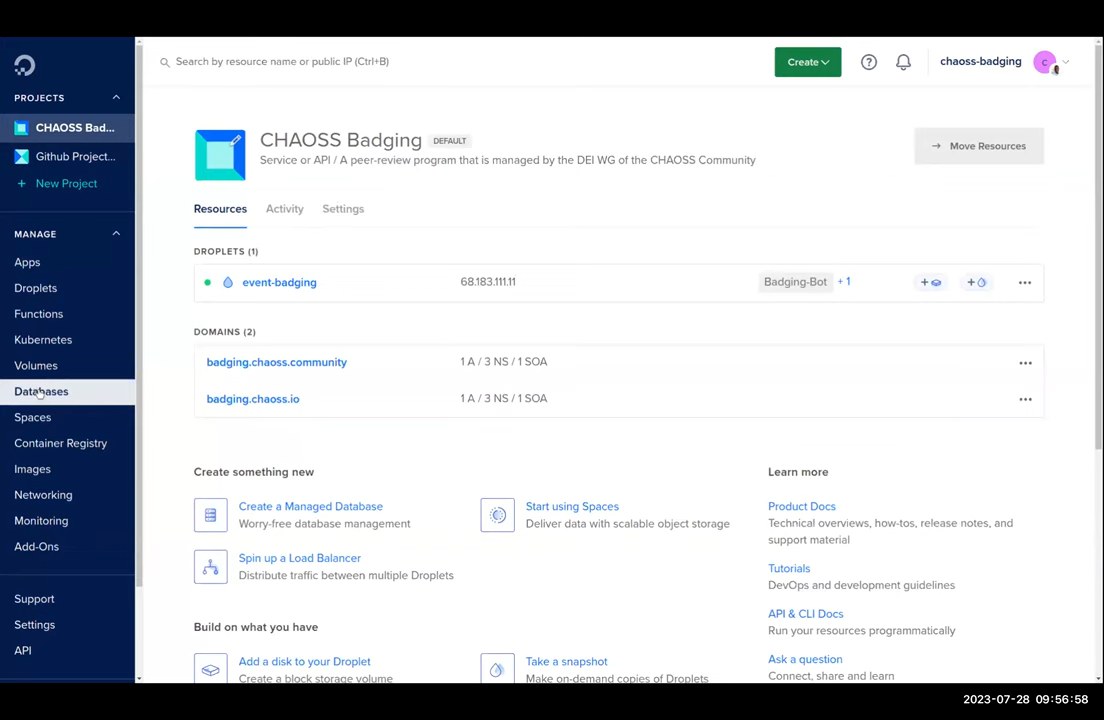 Search by resource name or public IP (Ctrl+B)
Create
?
chaoss-badging
C
PROJECTS
CHAOSS Bad...
Github Project...
+ New Project
MANAGE
Apps
Droplets
Functions
Kubernetes
Volumes
Databases
Spaces
Container Registry
Images
Networking
Monitoring
Add-Ons
Support
Settings
API
CHAOSS Badging DEFAULT
Service or API / A peer-review program that is managed by the DEI WG of the CHAOSS Community
→ Move Resources
Resources Activity Settings
DROPLETS (1)
event-badging 68.183.111.11 Badging-Bot + 1
DOMAINS (2)
badging.chaoss.community 1 A / 3 NS / 1 SOA
badging.chaoss.io 1 A / 3 NS / 1 SOA
Create something new
Create a Managed Database
Worry-free database management
Start using Spaces
Deliver data with scalable object storage
Spin up a Load Balancer
Distribute traffic between multiple Droplets
Build on what you have
Add a disk to your Droplet
Create a block storage volume
Take a snapshot
Make on-demand copies of Droplets
Learn more
Product Docs
Technical overviews, how-tos, release notes, and
support material
Tutorials
DevOps and development guidelines
API & CLI Docs
Run your resources programmatically
Ask a question
Connect, share and learn
2023-07-28 09:56:58